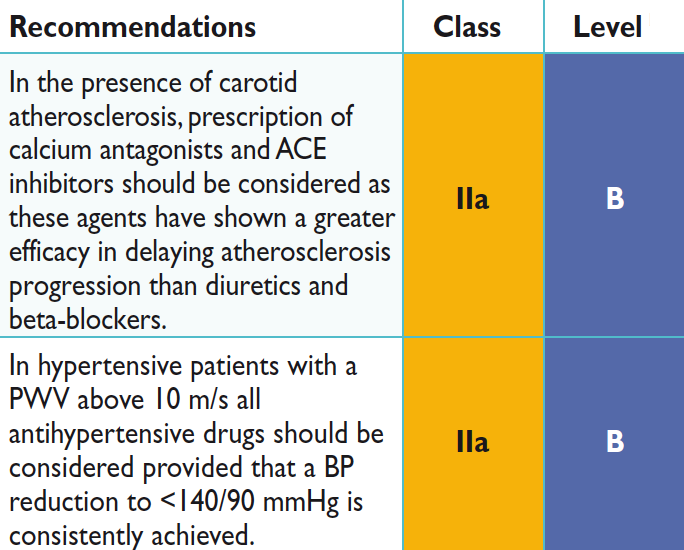 Recommendations Class Level
In the presence of carotid
atherosclerosis, prescription of
calcium antagonists and ACE
inhibitors should be considered as
these agents have shown a greater
efficacy in delaying atherosclerosis
progression than diuretics and
beta-blockers.
IIa B
In hypertensive patients with a
PWV above 10 m/s all
antihypertensive drugs should be
considered provided that a BP
reduction to <140/90 mmHg is
consistently achieved.
IIa B